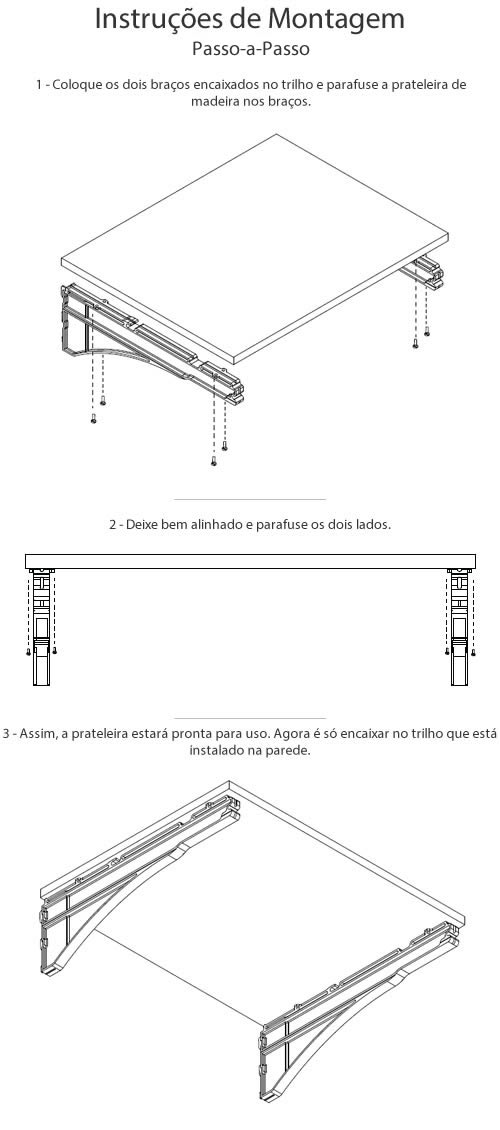 Instruções de Montagem
Passo-a-Passo
1 - Coloque os dois braços encaixados no trilho e parafuse a prateleira de
madeira nos braços.
2 - Deixe bem alinhado e parafuse os dois lados.
3 - Assim, a prateleira estará pronta para uso. Agora é só encaixar no trilho que está
instalado na parede.